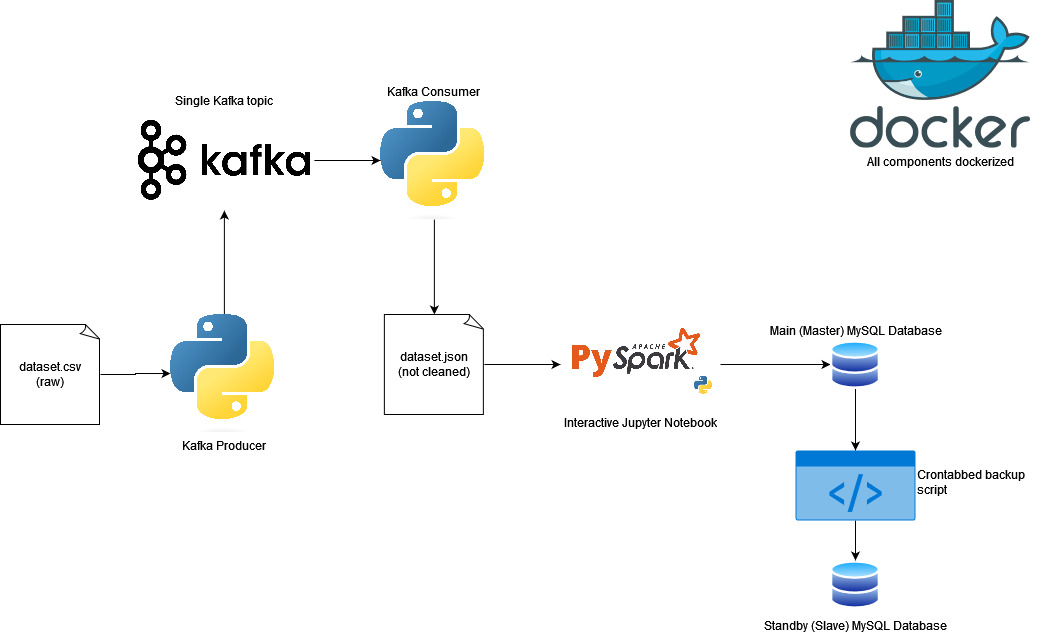 docker
All components dockerized
Kafka Consumer
Single Kafka topic
kafka
Main (Master) MySQL Database
dataset.csv
(raw)
Kafka Producer
dataset.json
(not cleaned)
APACHE
PySpark
Interactive Jupyter Notebook
</>
Crontabbed backup
script
Standby (Slave) MySQL Database